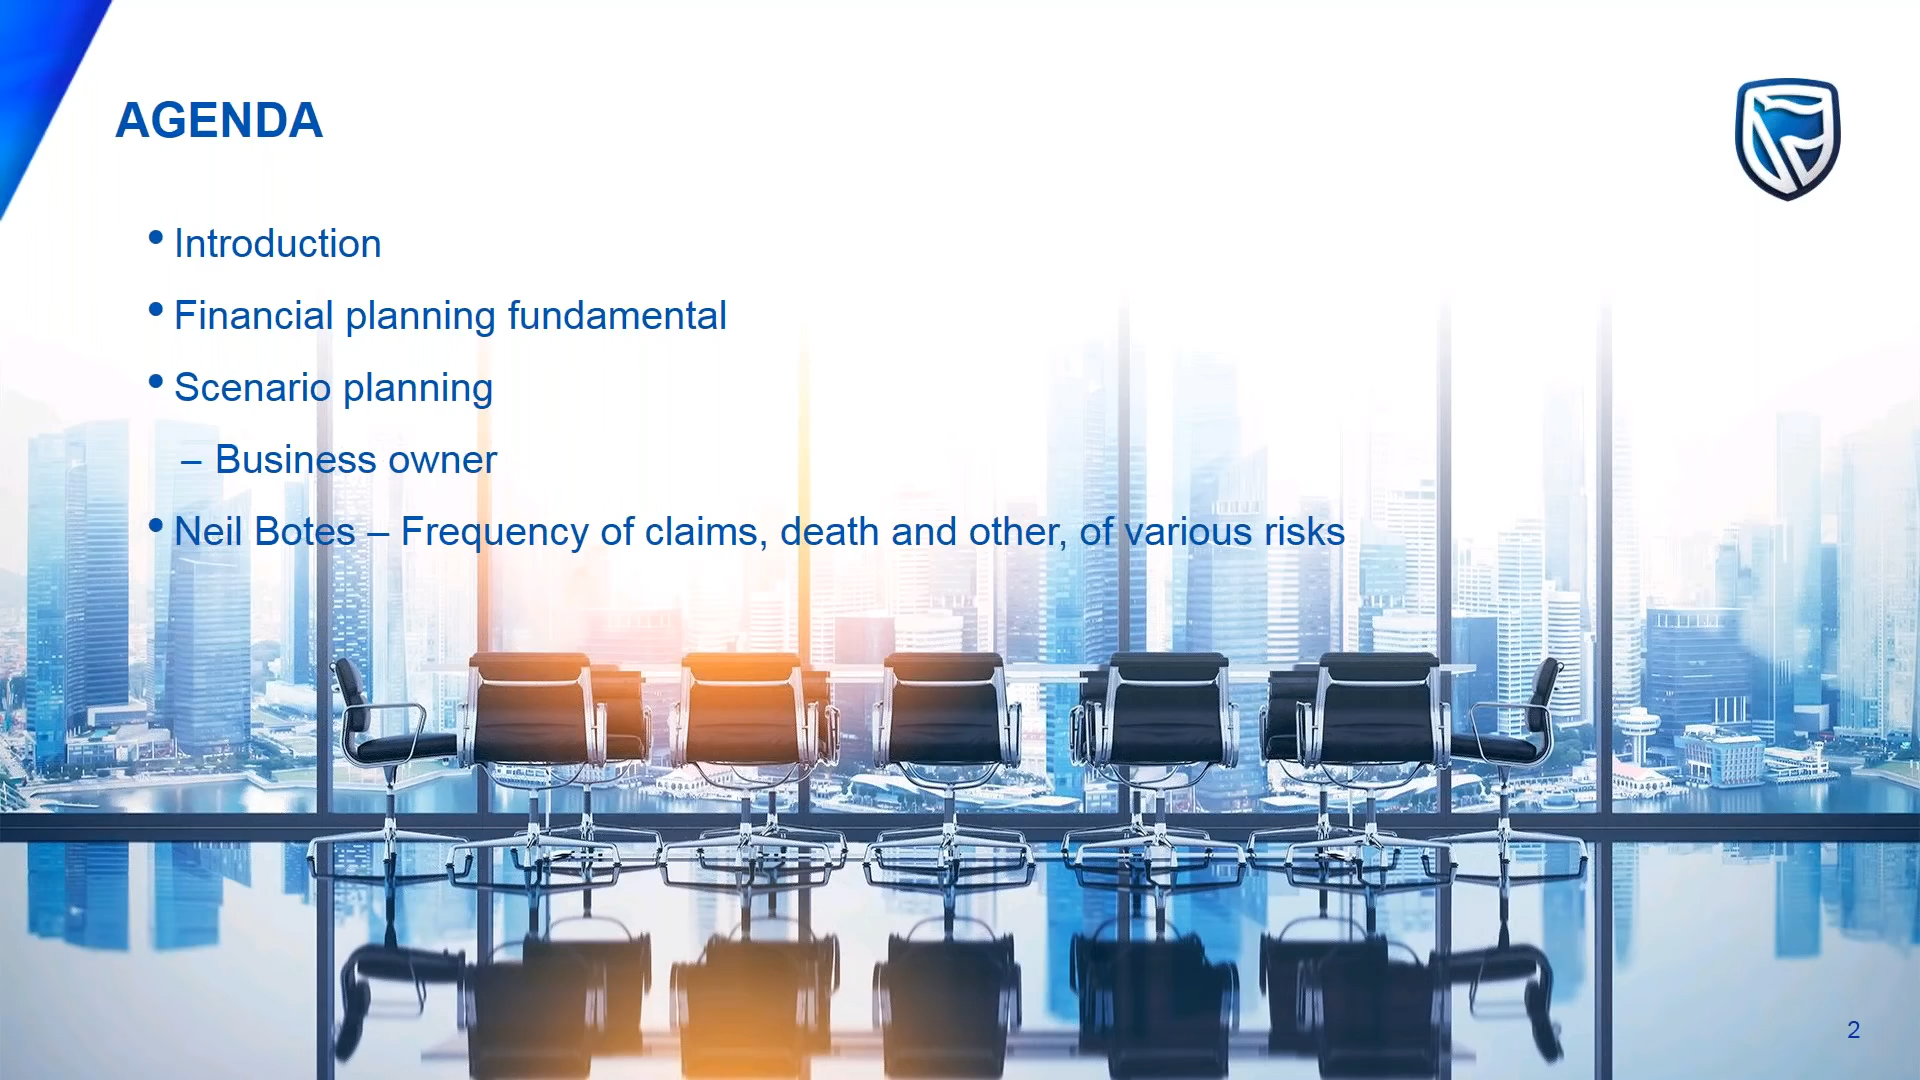 AGENDA
• Introduction
• Financial planning fundamental
• Scenario planning
– Business owner
• Neil Botes – Frequency of claims, death and other, of various risks
2